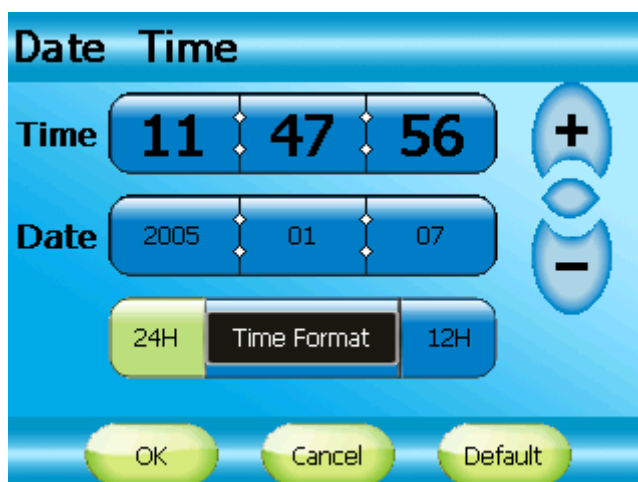 Date Time
Time 11 47 56 +
Date 2005 01 07 −
24H Time Format 12H
OK Cancel Default